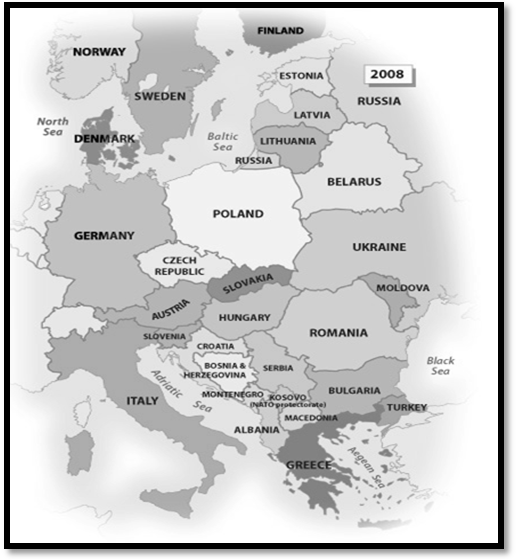 FINLAND
NORWAY
ESTONIA
2008
SWEDEN
RUSSIA
LATVIA
North
Sea
DENMARK
Baltic
Sea
LITHUANIA
RUSSIA
BELARUS
POLAND
GERMANY
UKRAINE
CZECH
REPUBLIC
SLOVAKIA
MOLDOVA
AUSTRIA
HUNGARY
SLOVENIA
ROMANIA
CROATIA
BOSNIA &
HERZEGOVINA
SERBIA
Black
Sea
Adriatic
Sea
MONTENEGRO
KOSOVO
(NATO protectorate)
BULGARIA
ITALY
TURKEY
MACEDONIA
ALBANIA
GREECE
Aegean Sea